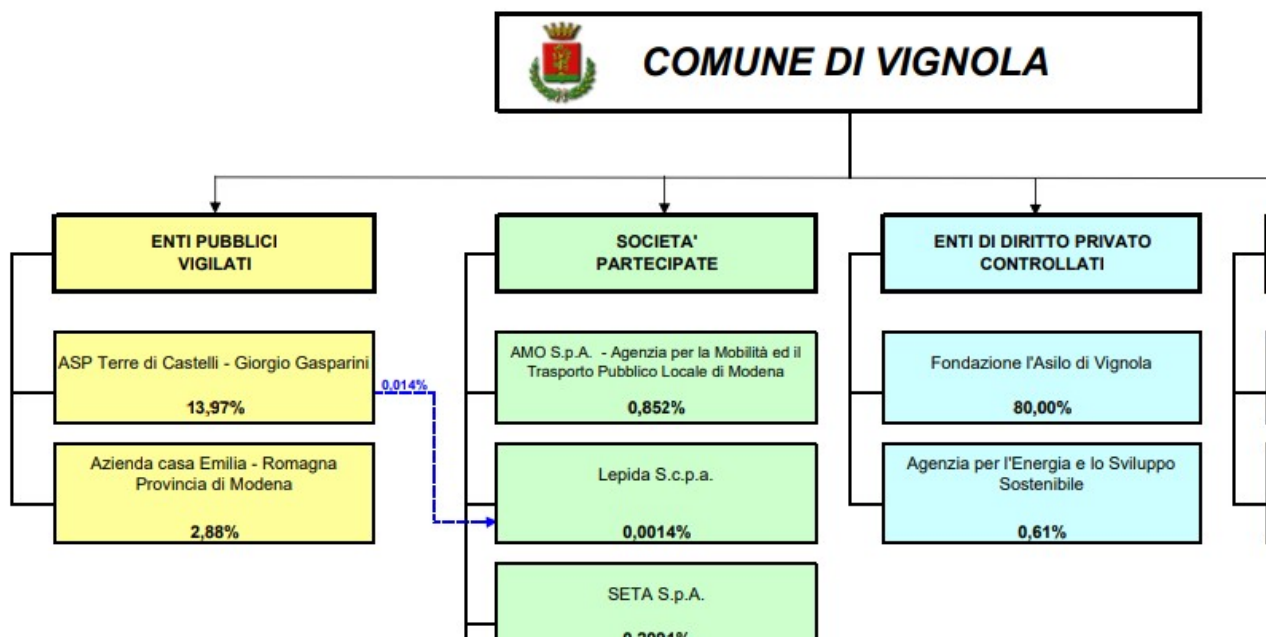 COMUNE DI VIGNOLA
ENTI PUBBLICI
VIGILATI
ASP Terre di Castelli - Giorgio Gasparini
13,97%
0,014%
Azienda casa Emilia - Romagna
Provincia di Modena
2,88%
SOCIETA'
PARTECIPATE
AMO S.p.A. - Agenzia per la Mobilità ed il
Trasporto Pubblico Locale di Modena
0,852%
Lepida S.c.p.a.
0,0014%
SETA S.p.A.
ENTI DI DIRITTO PRIVATO
CONTROLLATI
Fondazione l'Asilo di Vignola
80,00%
Agenzia per l'Energia e lo Sviluppo
Sostenibile
0,61%